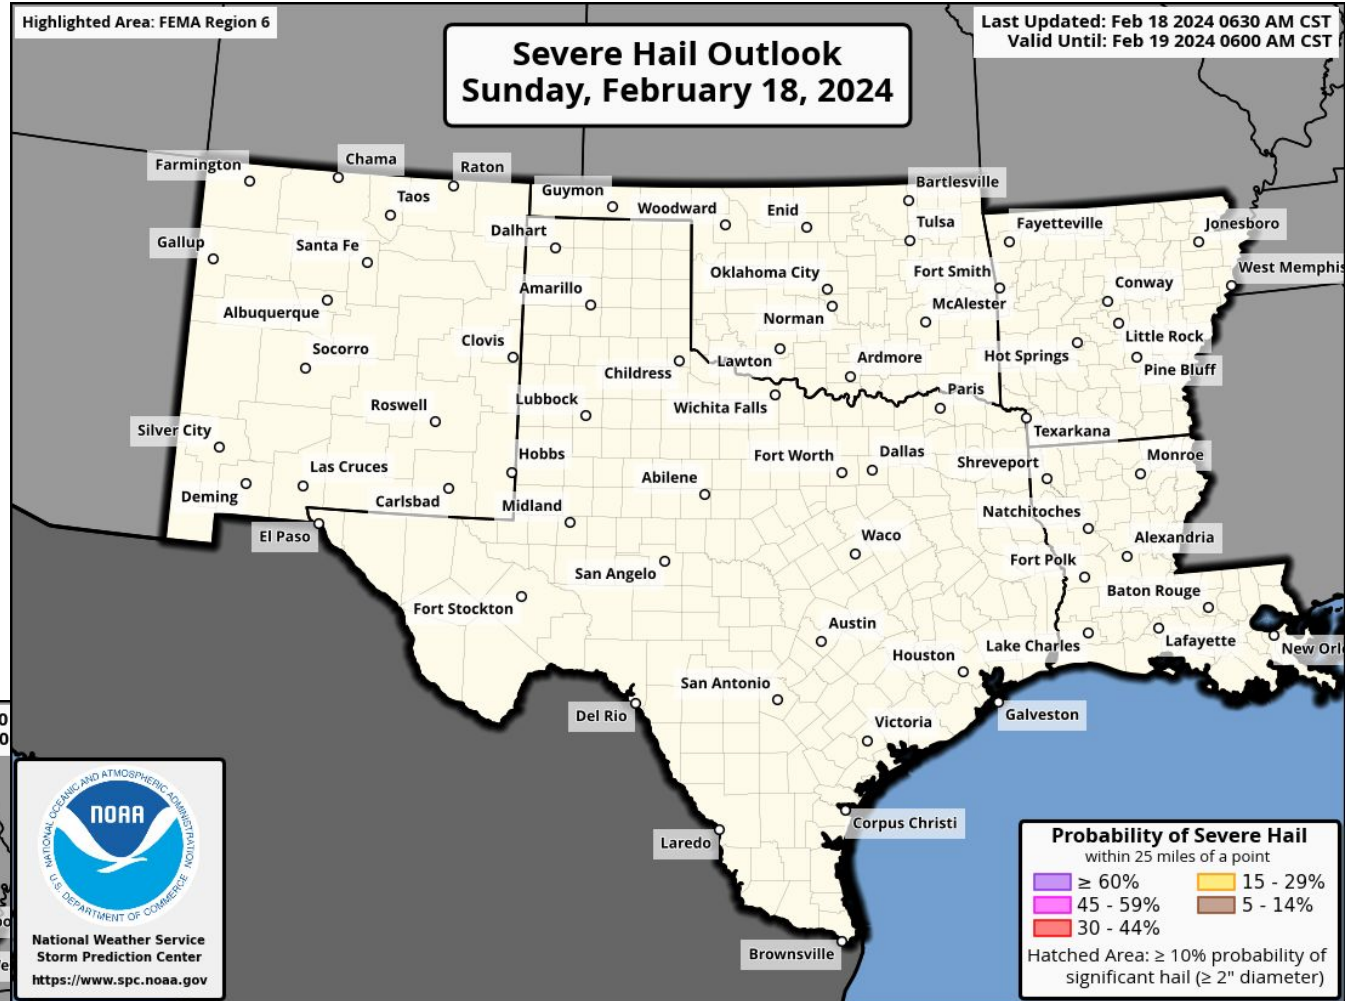 Highlighted Area: FEMA Region 6
Severe Hail Outlook
Sunday, February 18, 2024
Last Updated: Feb 18 2024 0630 AM CST
Valid Until: Feb 19 2024 0600 AM CST
Farmington
Chama
Raton
Guymon
Bartlesville
Taos
Woodward
Enid
Tulsa
Fayetteville
Jonesboro
Gallup
Santa Fe
Dalhart
Oklahoma City
Fort Smith
West Memphis
Amarillo
Conway
Albuquerque
Norman
McAlester
Socorro
Clovis
Little Rock
Childress
Lawton
Ardmore
Hot Springs
Pine Bluff
Roswell
Lubbock
Wichita Falls
Paris
Silver City
Texarkana
Las Cruces
Hobbs
Fort Worth
Dallas
Shreveport
Monroe
Deming
Carlsbad
Midland
Abilene
Natchitoches
El Paso
Waco
Alexandria
San Angelo
Fort Polk
Fort Stockton
Baton Rouge
Austin
Lake Charles
Lafayette
New Orl
Houston
San Antonio
Del Rio
Victoria
Galveston
Laredo
Corpus Christi
Brownsville
NATIONAL OCEANIC AND ATMOSPHERIC ADMINISTRATION
NOAA
U.S. DEPARTMENT OF COMMERCE
National Weather Service
Storm Prediction Center
https://www.spc.noaa.gov
Probability of Severe Hail
within 25 miles of a point
≥ 60%
15 - 29%
45 - 59%
5 - 14%
30 - 44%
Hatched Area: ≥ 10% probability of
significant hail (≥ 2" diameter)